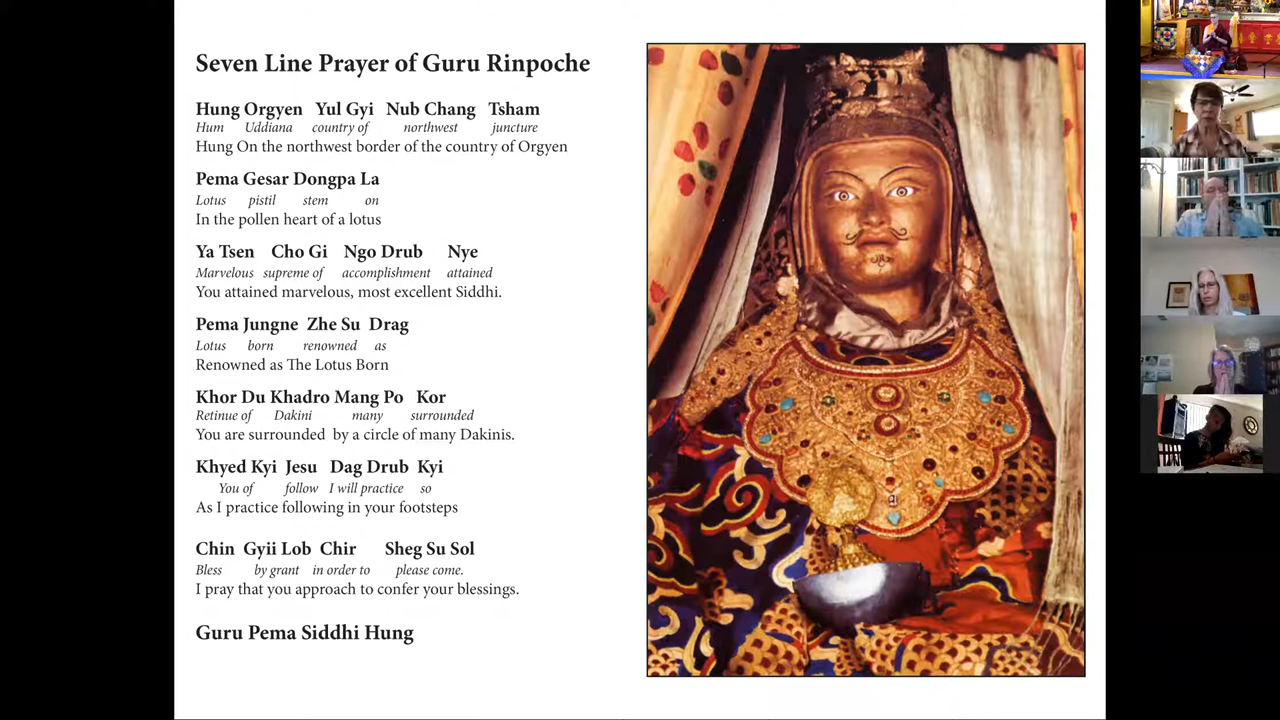 Seven Line Prayer of Guru Rinpoche
Hung Orgyen Yul Gyi Nub Chang Tsham
Hum Uddiana country of northwest juncture
Hung On the northwest border of the country of Orgyen
Pema Gesar Dongpa La
Lotus pistil stem on
In the pollen heart of a lotus
Ya Tsen Cho Gi Ngo Drub Nye
Marvelous supreme of accomplishment attained
You attained marvelous, most excellent Siddhi.
Pema Jungne Zhe Su Drag
Lotus born renowned as
Renowned as The Lotus Born
Khor Du Khadro Mang Po Kor
Retinue of Dakini many surrounded
You are surrounded by a circle of many Dakinis.
Khyed Kyi Jesu Dag Drub Kyi
You of follow I will practice so
As I practice following in your footsteps
Chin Gyii Lob Chir Sheg Su Sol
Bless by grant in order to please come.
I pray that you approach to confer your blessings.
Guru Pema Siddhi Hung